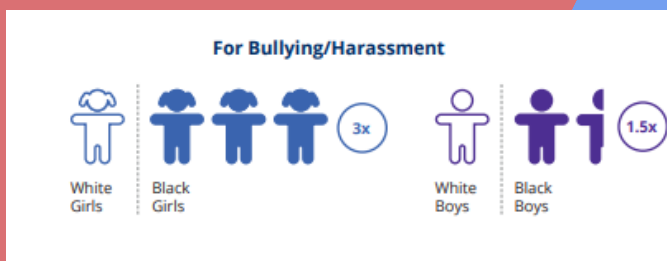 For Bullying/Harassment
3x
1.5x
White
Girls
Black
Girls
White
Boys
Black
Boys